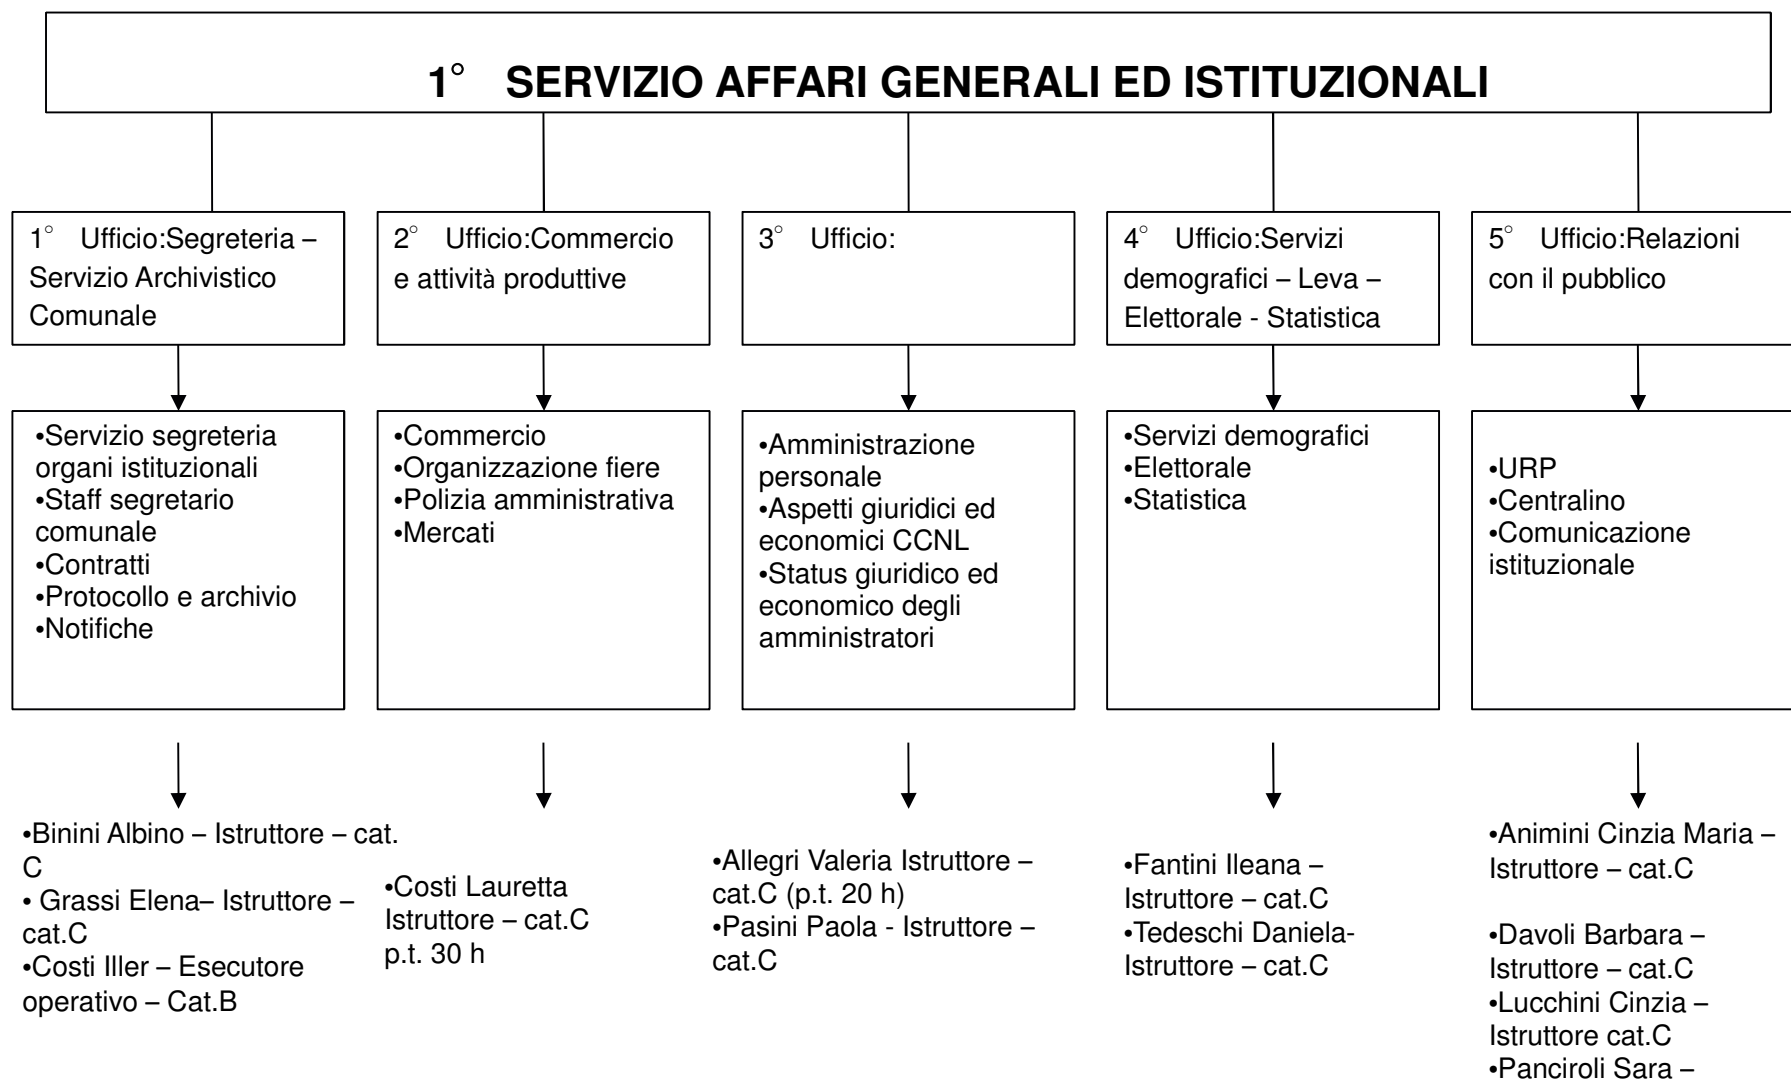 1° SERVIZIO AFFARI GENERALI ED ISTITUZIONALI
1° Ufficio:Segreteria –
Servizio Archivistico
Comunale
2° Ufficio:Commercio
e attività produttive
3° Ufficio:
4° Ufficio:Servizi
demografici – Leva –
Elettorale - Statistica
5° Ufficio:Relazioni
con il pubblico
•Servizio segreteria
organi istituzionali
•Staff segretario
comunale
•Contratti
•Protocollo e archivio
•Notifiche
•Commercio
•Organizzazione fiere
•Polizia amministrativa
•Mercati
•Amministrazione
personale
•Aspetti giuridici ed
economici CCNL
•Status giuridico ed
economico degli
amministratori
•Servizi demografici
•Elettorale
•Statistica
•URP
•Centralino
•Comunicazione
istituzionale
•Binini Albino – Istruttore – cat.
C
• Grassi Elena– Istruttore –
cat.C
•Costi Iller – Esecutore
operativo – Cat.B
•Costi Lauretta
Istruttore – cat.C
p.t. 30 h
•Allegri Valeria Istruttore –
cat.C (p.t. 20 h)
•Pasini Paola - Istruttore –
cat.C
•Fantini Ileana –
Istruttore – cat.C
•Tedeschi Daniela-
Istruttore – cat.C
•Animini Cinzia Maria –
Istruttore – cat.C
•Davoli Barbara –
Istruttore – cat.C
•Lucchini Cinzia –
Istruttore cat.C
•Panciroli Sara –